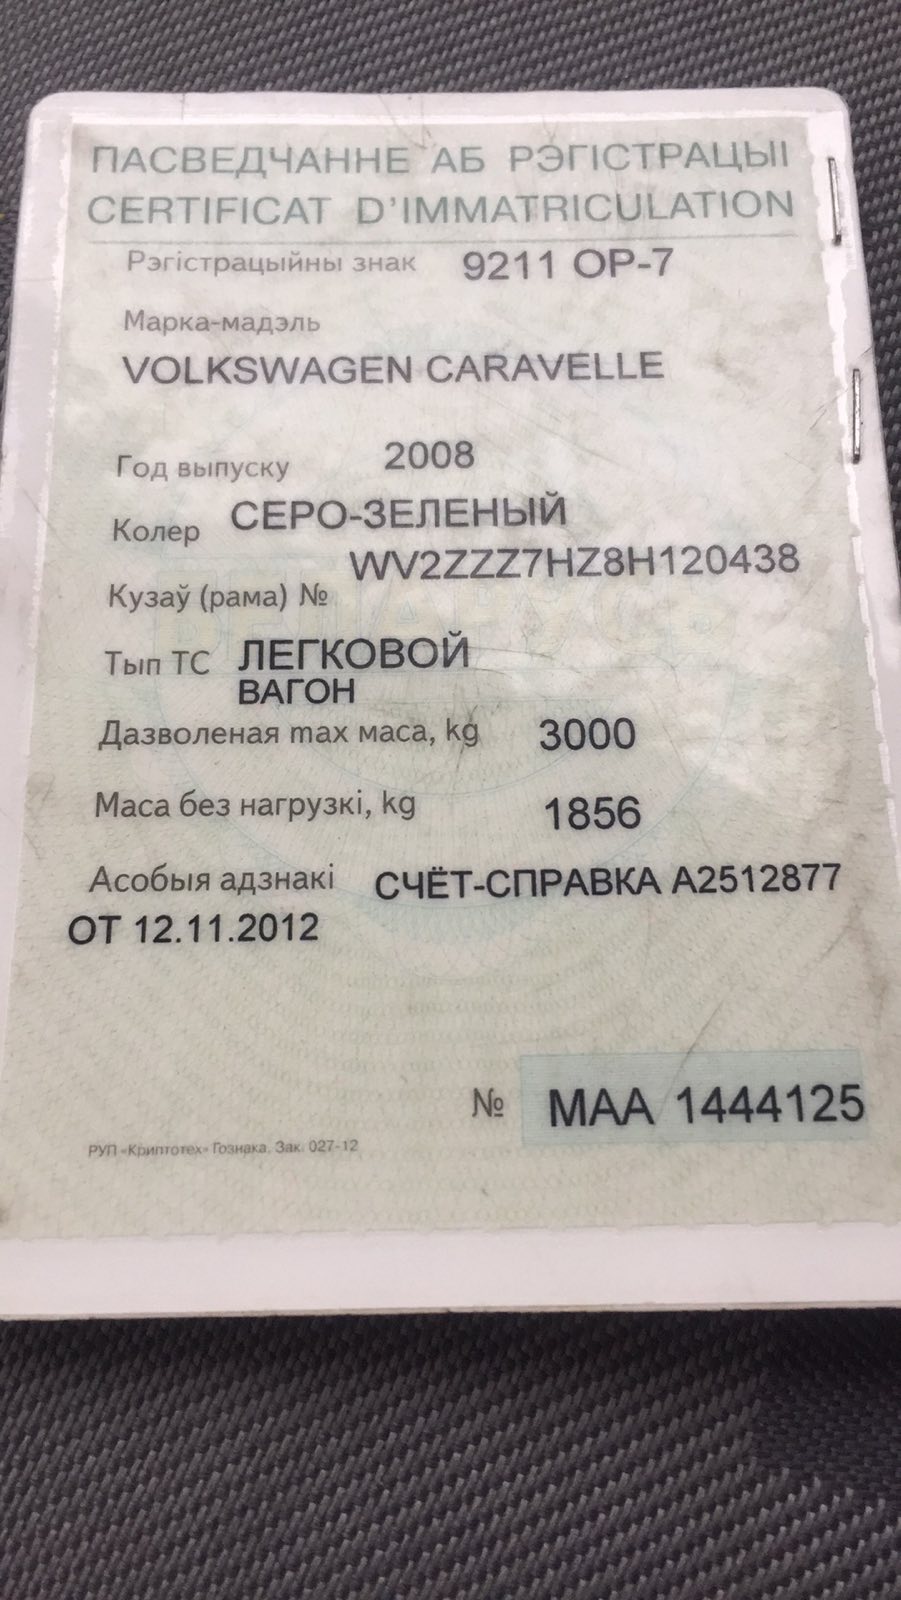 ПАСВЕДЧАННЕ АБ РЭГІСТРАЦЫІ
CERTIFICAT D'IMMATRICULATION
Рэгістрацыйны знак 9211 ОР-7
Марка-мадэль
VOLKSWAGEN CARAVELLE
Год выпуску 2008
Колер СЕРО-ЗЕЛЕНЫЙ
WV2ZZZ7HZ8H120438
Кузаў (рама) №
Тып ТС ЛЕГКОВОЙ
ВАГОН
Дазволеная max маса, kg 3000
Маса без нагрузкі, kg 1856
Асобыя адзнакі СЧЁТ-СПРАВКА А2512877
ОТ 12.11.2012
№ МАА 1444125
РУП «Криптотех» Гознака. Зак. 027-12
БЕЛАРУСЬ